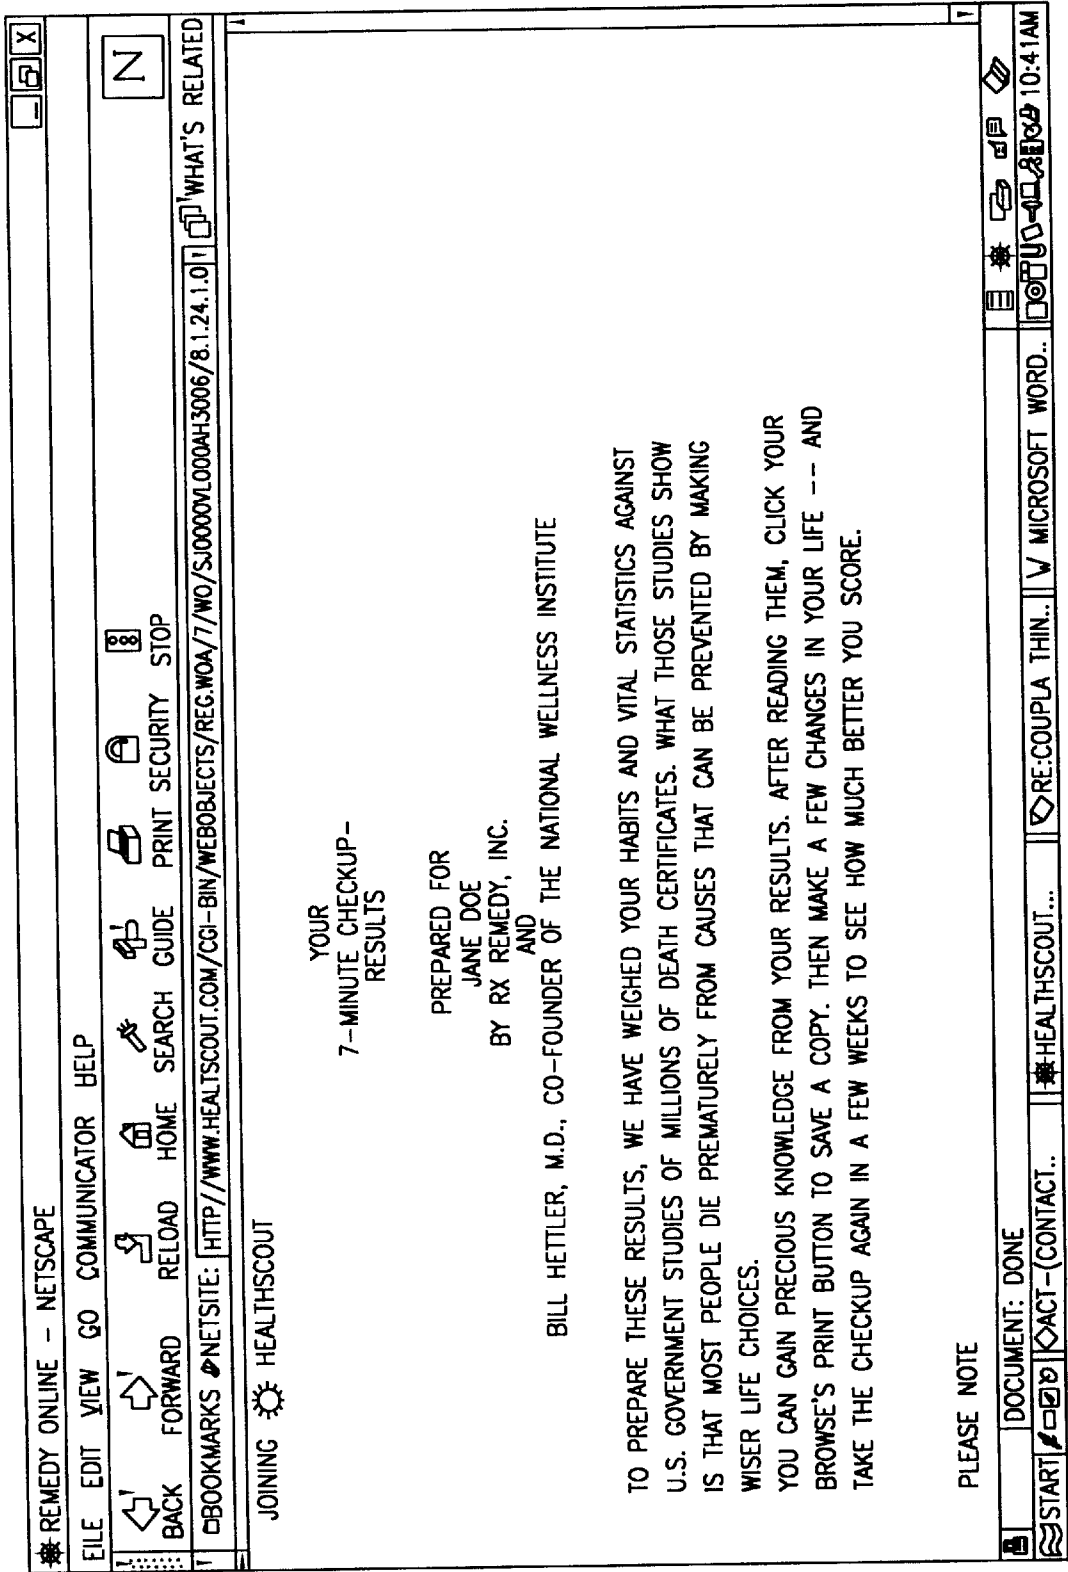 REMEDY ONLINE - NETSCAPE
EILE EDIT VIEW GO COMMUNICATOR HELP
BACK FORWARD RELOAD HOME SEARCH GUIDE PRINT SECURITY STOP N
BOOKMARKS NETSITE: HTTP//WWW.HEALTSCOUT.COM/CGI-BIN/WEBOBJECTS/REG.WOA/7/WO/SJ0000VL000AH3006/8.1.24.1.0 WHAT'S RELATED
JOINING HEALTHSCOUT
YOUR
7-MINUTE CHECKUP-
RESULTS
PREPARED FOR
JANE DOE
BY RX REMEDY, INC.
AND
BILL HETTLER, M.D., CO-FOUNDER OF THE NATIONAL WELLNESS INSTITUTE
TO PREPARE THESE RESULTS, WE HAVE WEIGHED YOUR HABITS AND VITAL STATISTICS AGAINST
U.S. GOVERNMENT STUDIES OF MILLIONS OF DEATH CERTIFICATES. WHAT THOSE STUDIES SHOW
IS THAT MOST PEOPLE DIE PREMATURELY FROM CAUSES THAT CAN BE PREVENTED BY MAKING
WISER LIFE CHOICES.
YOU CAN GAIN PRECIOUS KNOWLEDGE FROM YOUR RESULTS. AFTER READING THEM, CLICK YOUR
BROWSE'S PRINT BUTTON TO SAVE A COPY. THEN MAKE A FEW CHANGES IN YOUR LIFE -- AND
TAKE THE CHECKUP AGAIN IN A FEW WEEKS TO SEE HOW MUCH BETTER YOU SCORE.
PLEASE NOTE
DOCUMENT: DONE
START ACT-(CONTACT.. HEALTHSCOUT... RE:COUPLA THIN.. W MICROSOFT WORD.. 10:41AM